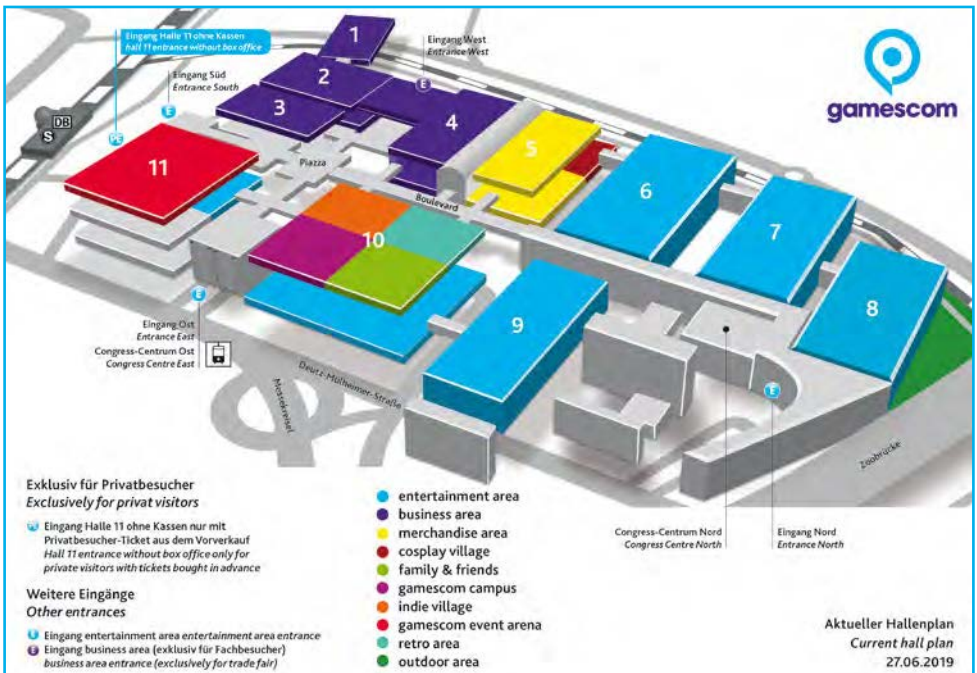 Eingang Halle 11 ohne Kassen
hall 11 entrance without box office
Eingang Süd
Entrance South
Eingang West
Entrance West
gamescom
DB
S
E
PE
E
1
2
3
4
5
6
7
8
9
10
11
Piazza
Boulevard
E
Eingang Ost
Entrance East
Congress-Centrum Ost
Congress Centre East
Deutz-Mülheimer-Straße
Messekreisel
E
Zoobrücke
Congress-Centrum Nord
Congress Centre North
Eingang Nord
Entrance North
Exklusiv für Privatbesucher
Exclusively for privat visitors
PE Eingang Halle 11 ohne Kassen nur mit
Privatbesucher-Ticket aus dem Vorverkauf
Hall 11 entrance without box office only for
private visitors with tickets bought in advance
Weitere Eingänge
Other entrances
E Eingang entertainment area entertainment area entrance
E Eingang business area (exklusiv für Fachbesucher)
business area entrance (exclusively for trade fair)
entertainment area
business area
merchandise area
cosplay village
family & friends
gamescom campus
indie village
gamescom event arena
retro area
outdoor area
Aktueller Hallenplan
Current hall plan
27.06.2019